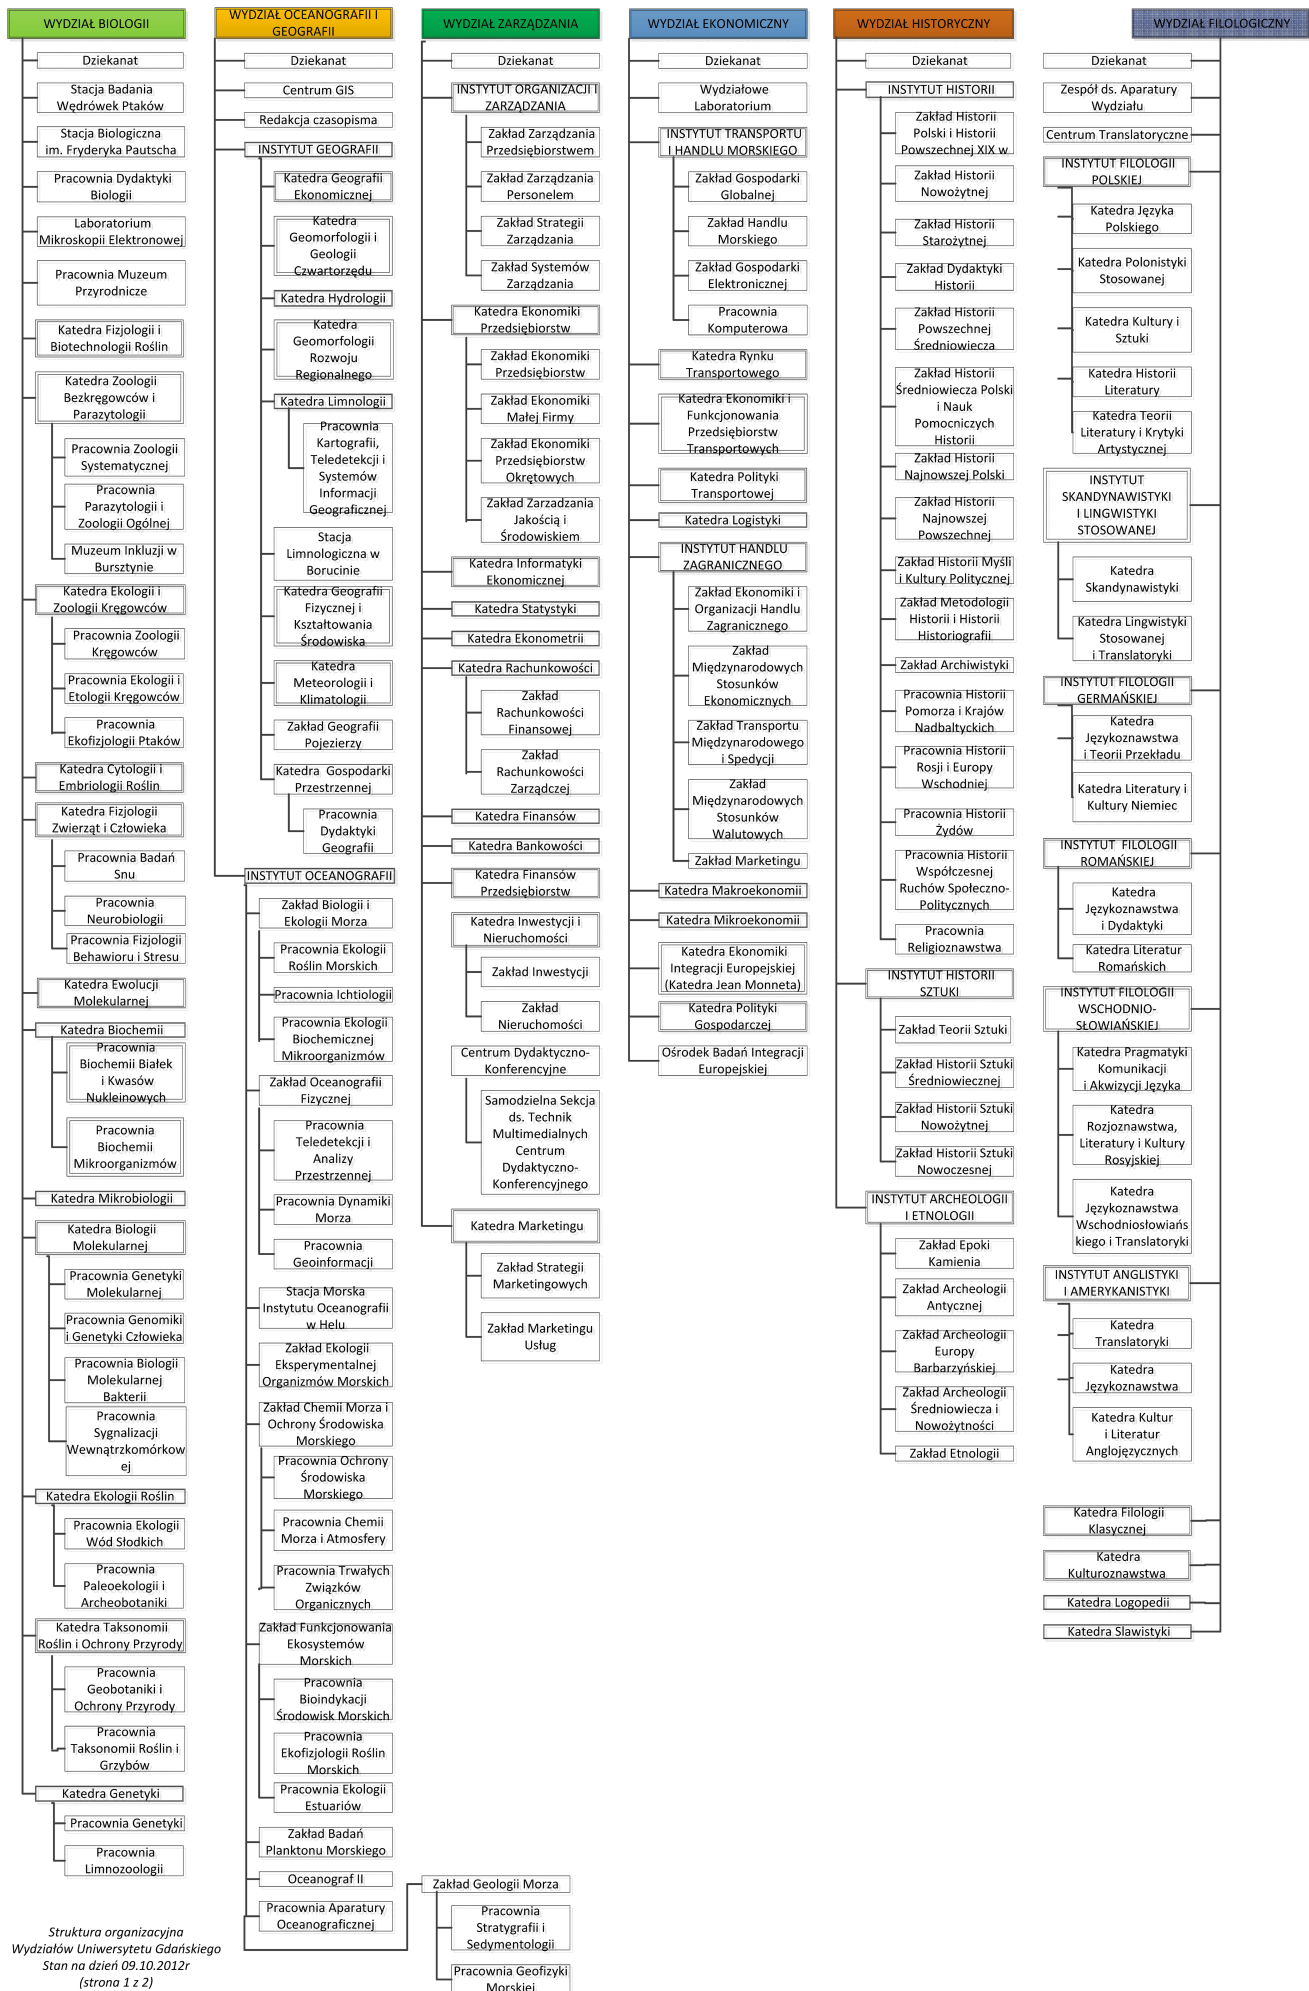 WYDZIAŁ BIOLOGII
Dziekanat
Stacja Badania
Wędrówek Ptaków
Stacja Biologiczna
im. Fryderyka Pautscha
Pracownia Dydaktyki
Biologii
Laboratorium
Mikroskopii Elektronowej
Pracownia Muzeum
Przyrodnicze
Katedra Fizjologii i
Biotechnologii Roślin
Katedra Zoologii
Bezkręgowców i
Parazytologii
Pracownia Zoologii
Systematycznej
Pracownia
Parazytologii i
Zoologii Ogólnej
Muzeum Inkluzji w
Bursztynie
Katedra Ekologii i
Zoologii Kręgowców
Pracownia Zoologii
Kręgowców
Pracownia Ekologii i
Etologii Kręgowców
Pracownia
Ekofizjologii Ptaków
Katedra Cytologii i
Embriologii Roślin
Katedra Fizjologii
Zwierząt i Człowieka
Pracownia Badań
Snu
Pracownia
Neurobiologii
Pracownia Fizjologii
Behawioru i Stresu
Katedra Ewolucji
Molekularnej
Katedra Biochemii
Pracownia
Biochemii Białek
i Kwasów
Nukleinowych
Pracownia
Biochemii
Mikroorganizmów
Katedra Mikrobiologii
Katedra Biologii
Molekularnej
Pracownia Genetyki
Molekularnej
Pracownia Genomiki
i Genetyki Człowieka
Pracownia Biologii
Molekularnej
Bakterii
Pracownia
Sygnalizacji
Wewnątrzkomórkow
ej
Katedra Ekologii Roślin
Pracownia Ekologii
Wód Słodkich
Pracownia
Paleoekologii i
Archeobotaniki
Katedra Taksonomii
Roślin i Ochrony Przyrody
Pracownia
Geobotaniki i
Ochrony Przyrody
Pracownia
Taksonomii Roślin i
Grzybów
Katedra Genetyki
Pracownia Genetyki
Pracownia
Limnozoologii
Struktura organizacyjna
Wydziałów Uniwersytetu Gdańskiego
Stan na dzień 09.10.2012r
(strona 1 z 2)
WYDZIAŁ OCEANOGRAFII I
GEOGRAFII
Dziekanat
Centrum GIS
Redakcja czasopisma
INSTYTUT GEOGRAFII
Katedra Geografii
Ekonomicznej
Katedra
Geomorfologii i
Geologii
Czwartorzędu
Katedra Hydrologii
Katedra
Geomorfologii
Rozwoju
Regionalnego
Katedra Limnologii
Pracownia
Kartografii,
Teledetekcji i
Systemów
Informacji
Geograficznej
Stacja
Limnologiczna w
Borucinie
Katedra Geografii
Fizycznej i
Kształtowania
Środowiska
Katedra
Meteorologii i
Klimatologii
Zakład Geografii
Pojezierzy
Katedra  Gospodarki
Przestrzennej
Pracownia
Dydaktyki
Geografii
INSTYTUT OCEANOGRAFII
Zakład Biologii i
Ekologii Morza
Pracownia Ekologii
Roślin Morskich
Pracownia Ichtiologii
Pracownia Ekologii
Biochemicznej
Mikroorganizmów
Zakład Oceanografii
Fizycznej
Pracownia
Teledetekcji i
Analizy
Przestrzennej
Pracownia Dynamiki
Morza
Pracownia
Geoinformacji
Stacja Morska
Instytutu Oceanografii
w Helu
Zakład Ekologii
Eksperymentalnej
Organizmów Morskich
Zakład Chemii Morza i
Ochrony Środowiska
Morskiego
Pracownia Ochrony
Środowiska
Morskiego
Pracownia Chemii
Morza i Atmosfery
Pracownia Trwałych
Związków
Organicznych
Zakład Funkcjonowania
Ekosystemów
Morskich
Pracownia
Bioindykacji
Środowisk Morskich
Pracownia
Ekofizjologii Roślin
Morskich
Pracownia Ekologii
Estuariów
Zakład Badań
Planktonu Morskiego
Oceanograf II
Pracownia Aparatury
Oceanograficznej
Zakład Geologii Morza
Pracownia
Stratygrafii i
Sedymentologii
Pracownia Geofizyki
Morskiej
WYDZIAŁ ZARZĄDZANIA
Dziekanat
INSTYTUT ORGANIZACJI I
ZARZĄDZANIA
Zakład Zarządzania
Przedsiębiorstwem
Zakład Zarządzania
Personelem
Zakład Strategii
Zarządzania
Zakład Systemów
Zarządzania
Katedra Ekonomiki
Przedsiębiorstw
Zakład Ekonomiki
Przedsiębiorstw
Zakład Ekonomiki
Małej Firmy
Zakład Ekonomiki
Przedsiębiorstw
Okrętowych
Zakład Zarzadzania
Jakością i
Środowiskiem
Katedra Informatyki
Ekonomicznej
Katedra Statystyki
Katedra Ekonometrii
Katedra Rachunkowości
Zakład
Rachunkowości
Finansowej
Zakład
Rachunkowości
Zarządczej
Katedra Finansów
Katedra Bankowości
Katedra Finansów
Przedsiębiorstw
Katedra Inwestycji i
Nieruchomości
Zakład Inwestycji
Zakład
Nieruchomości
Centrum Dydaktyczno-
Konferencyjne
Samodzielna Sekcja
ds. Technik
Multimedialnych
Centrum
Dydaktyczno-
Konferencyjnego
Katedra Marketingu
Zakład Strategii
Marketingowych
Zakład Marketingu
Usług
WYDZIAŁ EKONOMICZNY
Dziekanat
Wydziałowe
Laboratorium
INSTYTUT TRANSPORTU
I HANDLU MORSKIEGO
Zakład Gospodarki
Globalnej
Zakład Handlu
Morskiego
Zakład Gospodarki
Elektronicznej
Pracownia
Komputerowa
Katedra Rynku
Transportowego
Katedra Ekonomiki i
Funkcjonowania
Przedsiębiorstw
Transportowych
Katedra Polityki
Transportowej
Katedra Logistyki
INSTYTUT HANDLU
ZAGRANICZNEGO
Zakład Ekonomiki i
Organizacji Handlu
Zagranicznego
Zakład
Międzynarodowych
Stosunków
Ekonomicznych
Zakład Transportu
Międzynarodowego
i Spedycji
Zakład
Międzynarodowych
Stosunków
Walutowych
Zakład Marketingu
Katedra Makroekonomii
Katedra Mikroekonomii
Katedra Ekonomiki
Integracji Europejskiej
(Katedra Jean Monneta)
Katedra Polityki
Gospodarczej
Ośrodek Badań Integracji
Europejskiej
WYDZIAŁ HISTORYCZNY
Dziekanat
INSTYTUT HISTORII
Zakład Historii
Polski i Historii
Powszechnej XIX w
Zakład Historii
Nowożytnej
Zakład Historii
Starożytnej
Zakład Dydaktyki
Historii
Zakład Historii
Powszechnej
Średniowiecza
Zakład Historii
Średniowiecza Polski
i Nauk
Pomocniczych
Historii
Zakład Historii
Najnowszej Polski
Zakład Historii
Najnowszej
Powszechnej
Zakład Historii Myśli
i Kultury Politycznej
Zakład Metodologii
Historii i Historii
Historiografii
Zakład Archiwistyki
Pracownia Historii
Pomorza i Krajów
Nadbałtyckich
Pracownia Historii
Rosji i Europy
Wschodniej
Pracownia Historii
Żydów
Pracownia Historii
Współczesnej
Ruchów Społeczno-
Politycznych
Pracownia
Religioznawstwa
INSTYTUT HISTORII
SZTUKI
Zakład Teorii Sztuki
Zakład Historii Sztuki
Średniowiecznej
Zakład Historii Sztuki
Nowożytnej
Zakład Historii Sztuki
Nowoczesnej
INSTYTUT ARCHEOLOGII
I ETNOLOGII
Zakład Epoki
Kamienia
Zakład Archeologii
Antycznej
Zakład Archeologii
Europy
Barbarzyńskiej
Zakład Archeologii
Średniowiecza i
Nowożytności
Zakład Etnologii
WYDZIAŁ FILOLOGICZNY
Dziekanat
Zespół ds. Aparatury
Wydziału
Centrum Translatoryczne
INSTYTUT FILOLOGII
POLSKIEJ
Katedra Języka
Polskiego
Katedra Polonistyki
Stosowanej
Katedra Kultury i
Sztuki
Katedra Historii
Literatury
Katedra Teorii
Literatury i Krytyki
Artystycznej
INSTYTUT
SKANDYNAWISTYKI
I LINGWISTYKI
STOSOWANEJ
Katedra
Skandynawistyki
Katedra Lingwistyki
Stosowanej
i Translatoryki
INSTYTUT FILOLOGII
GERMAŃSKIEJ
Katedra
Językoznawstwa
i Teorii Przekładu
Katedra Literatury i
Kultury Niemiec
INSTYTUT  FILOLOGII
ROMAŃSKIEJ
Katedra
Językoznawstwa
i Dydaktyki
Katedra Literatur
Romańskich
INSTYTUT FILOLOGII
WSCHODNIO-
SŁOWIAŃSKIEJ
Katedra Pragmatyki
Komunikacji
i Akwizycji Języka
Katedra
Rozjoznawstwa,
Literatury i Kultury
Rosyjskiej
Katedra
Językoznawstwa
Wschodniosłowiańs
kiego i Translatoryki
INSTYTUT ANGLISTYKI
I AMERYKANISTYKI
Katedra
Translatoryki
Katedra
Językoznawstwa
Katedra Kultur
i Literatur
Anglojęzycznych
Katedra Filologii
Klasycznej
Katedra
Kulturoznawstwa
Katedra Logopedii
Katedra Slawistyki